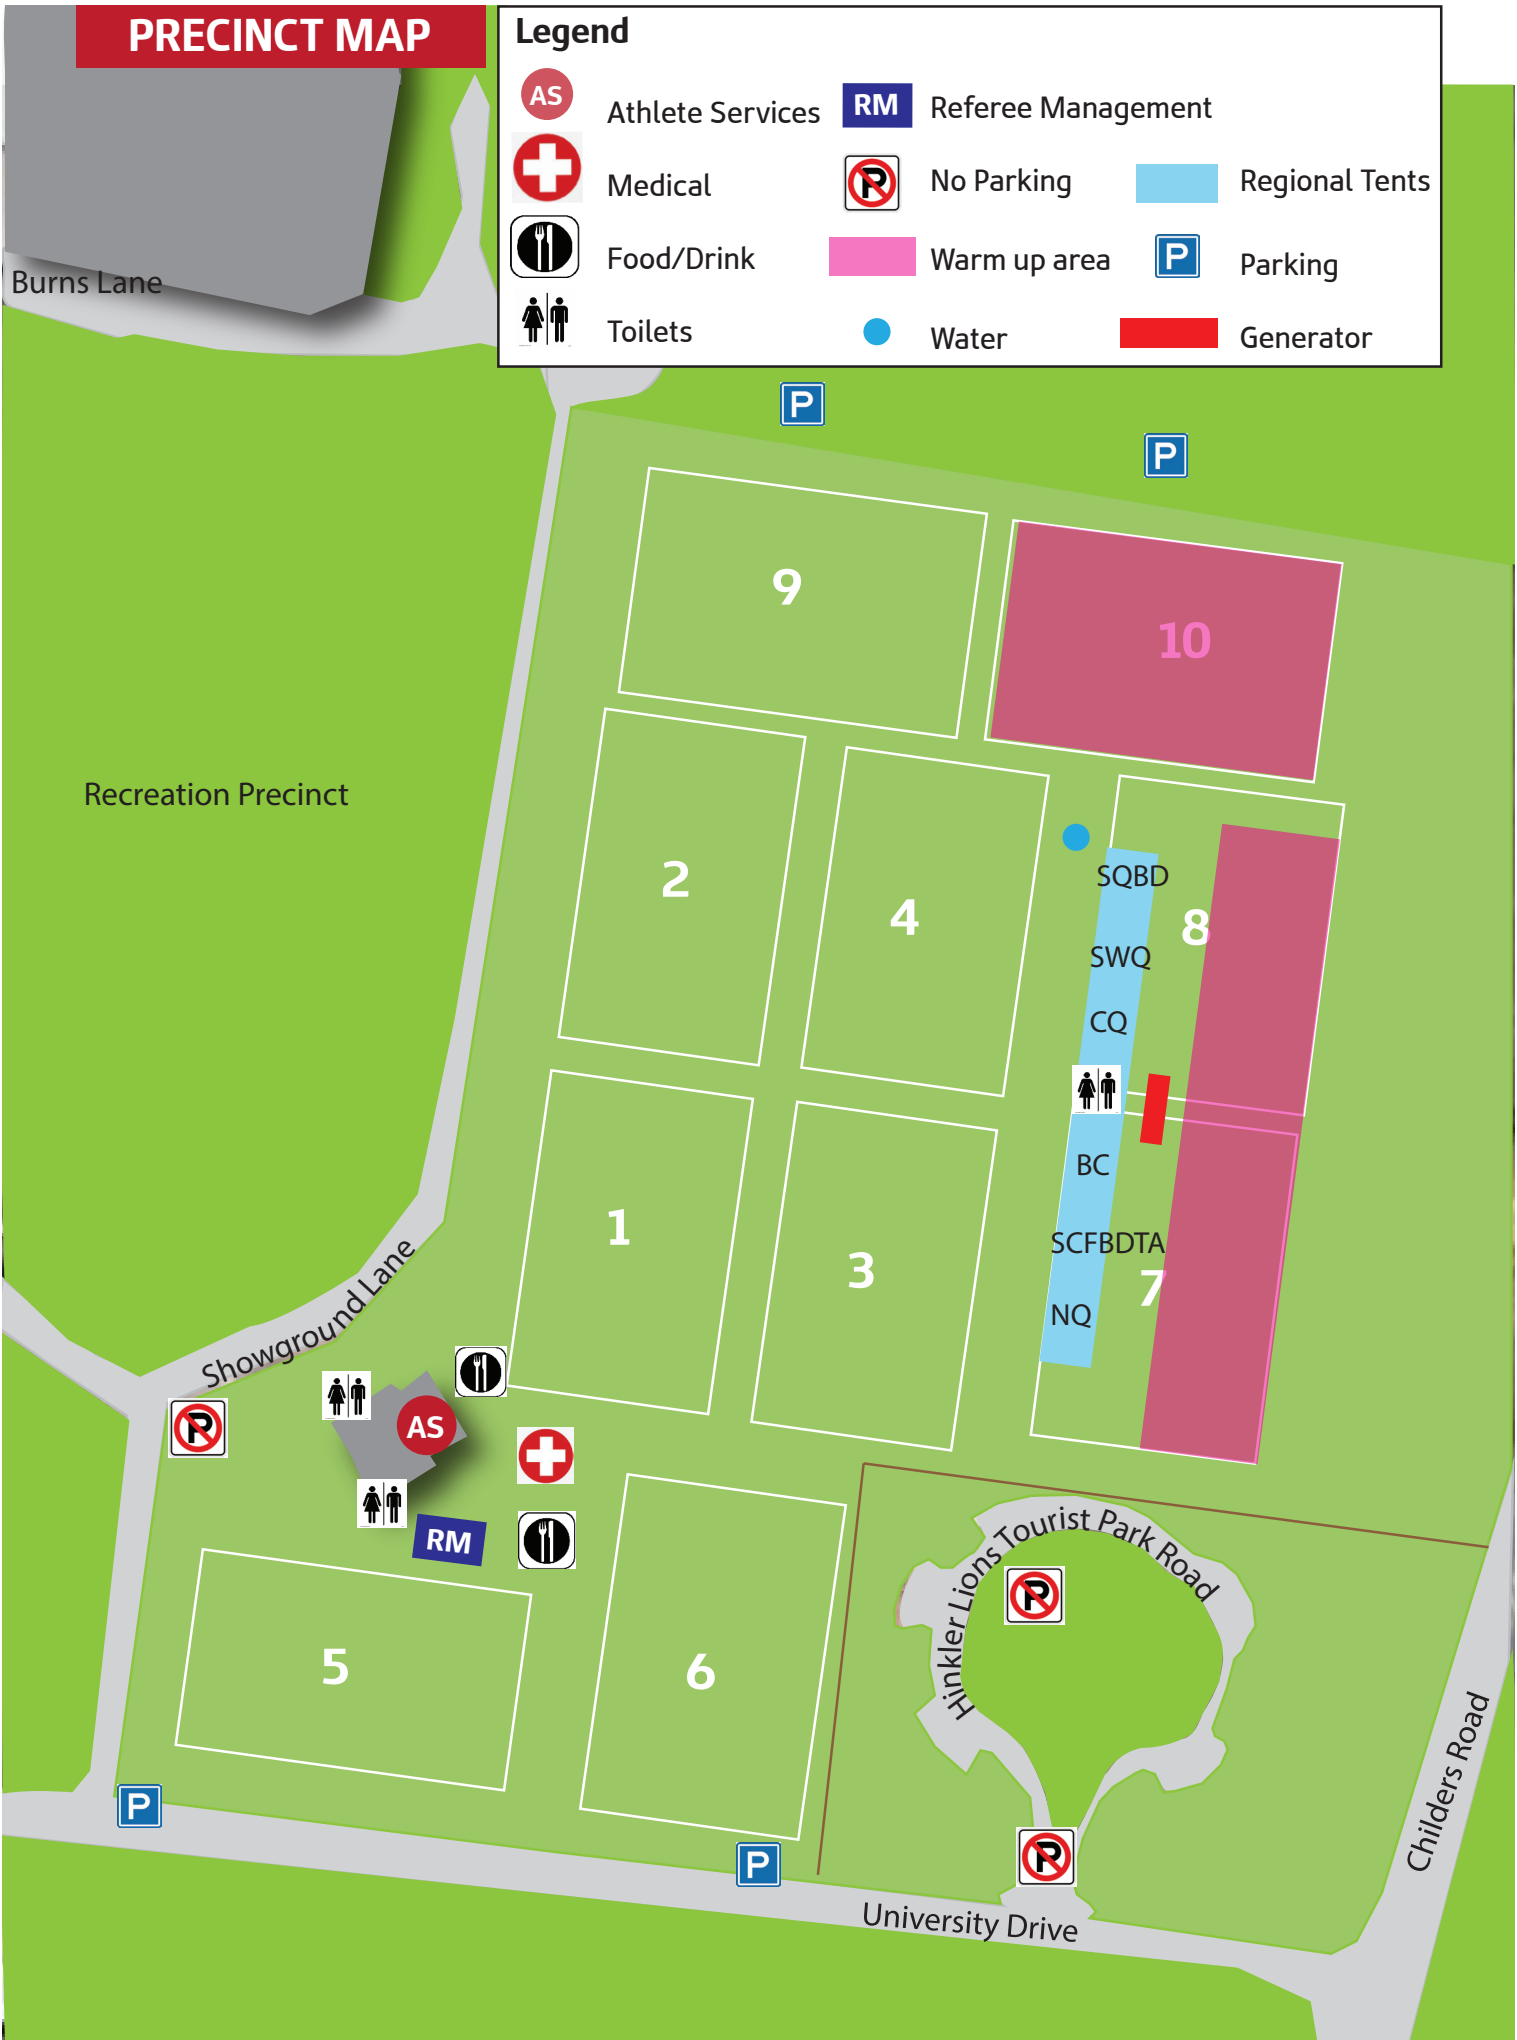 PRECINCT MAP
Legend
AS
Athlete Services
RM
Referee Management
Medical
P
No Parking
Regional Tents
Food/Drink
Warm up area
P
Parking
Toilets
Water
Generator
Burns Lane
P
P
9
10
Recreation Precinct
2
4
SQBD
8
SWQ
CQ
BC
1
3
SCFBDTA
7
NQ
Showground Lane
P
AS
RM
Hinkler Lions Tourist Park Road
P
5
6
Childers Road
P
P
P
University Drive